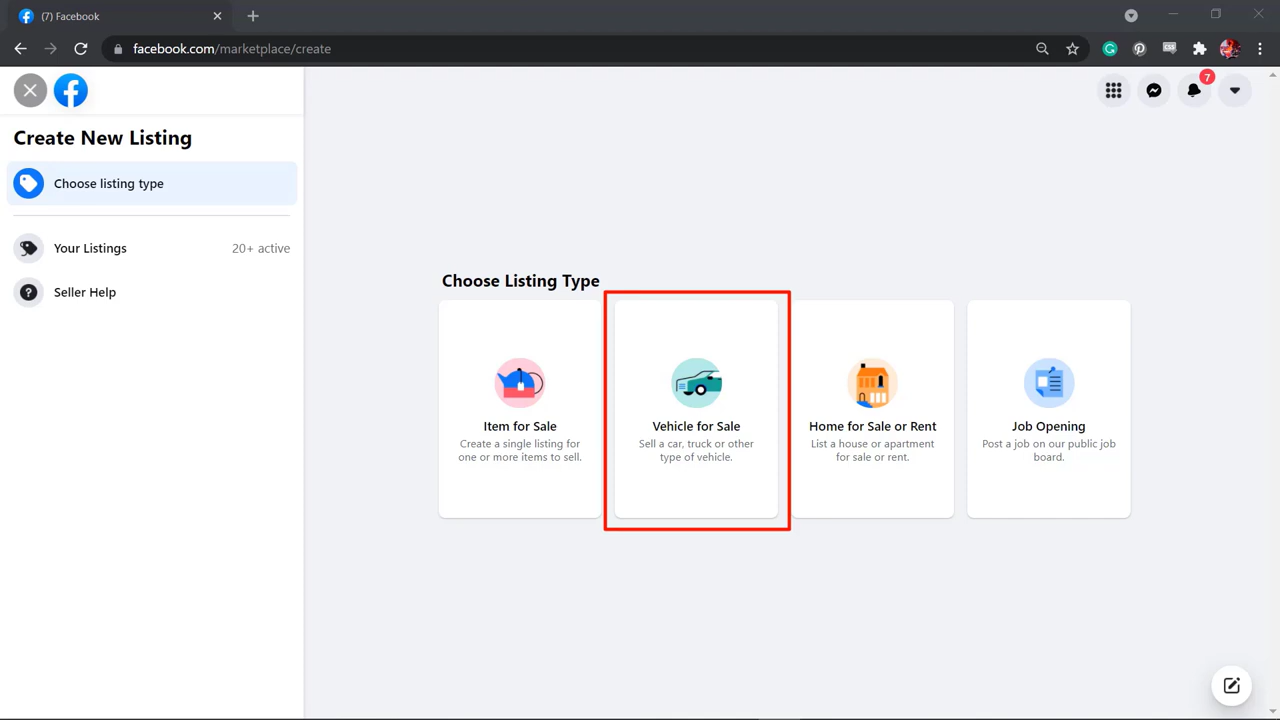 (7) Facebook
facebook.com/marketplace/create
7
Create New Listing
Choose listing type
Your Listings 20+ active
Seller Help
Choose Listing Type
Item for Sale
Create a single listing for
one or more items to sell.
Vehicle for Sale
Sell a car, truck or other
type of vehicle.
Home for Sale or Rent
List a house or apartment
for sale or rent.
Job Opening
Post a job on our public job
board.